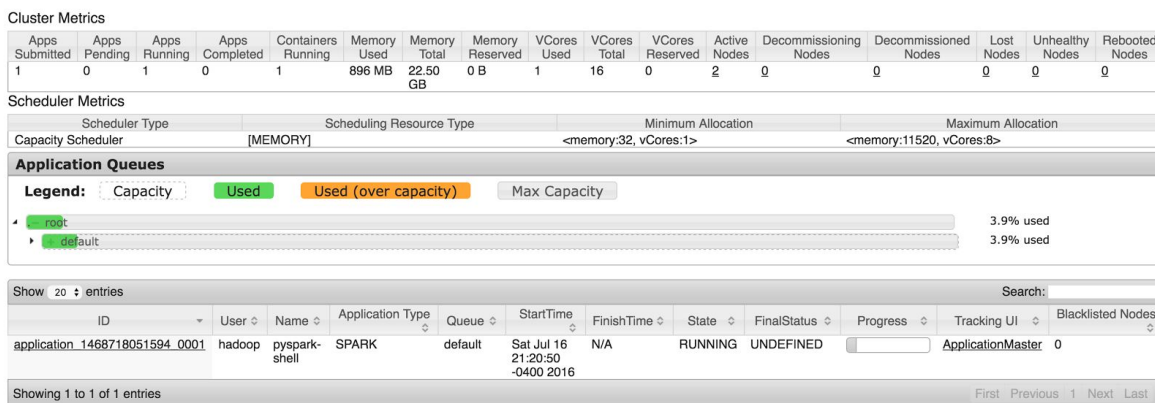 Cluster Metrics
Apps Submitted Apps Pending Apps Running Apps Completed Containers Running Memory Used Memory Total Memory Reserved VCores Used VCores Total VCores Reserved Active Nodes Decommissioning Nodes Decommissioned Nodes Lost Nodes Unhealthy Nodes Rebooted Nodes
1 0 1 0 1 896 MB 22.50 GB 0 B 1 16 0 2 0 0 0 0 0
Scheduler Metrics
Scheduler Type Scheduling Resource Type Minimum Allocation Maximum Allocation
Capacity Scheduler [MEMORY] <memory:32, vCores:1> <memory:11520, vCores:8>
Application Queues
Legend: Capacity Used Used (over capacity) Max Capacity
root 3.9% used
default 3.9% used
Show 20 entries Search:
ID User Name Application Type Queue StartTime FinishTime State FinalStatus Progress Tracking UI Blacklisted Nodes
application_1468718051594_0001 hadoop pyspark-shell SPARK default Sat Jul 16 21:20:50 -0400 2016 N/A RUNNING UNDEFINED ApplicationMaster 0
Showing 1 to 1 of 1 entries First Previous 1 Next Last